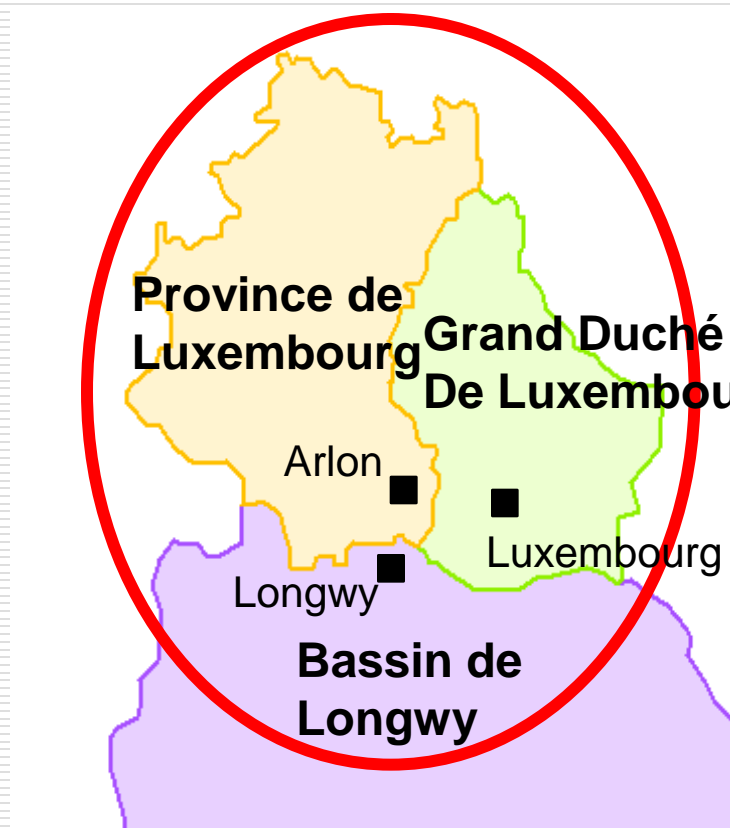 Province de
Luxembourg
Grand Duché
De Luxembou
Arlon
Luxembourg
Longwy
Bassin de
Longwy